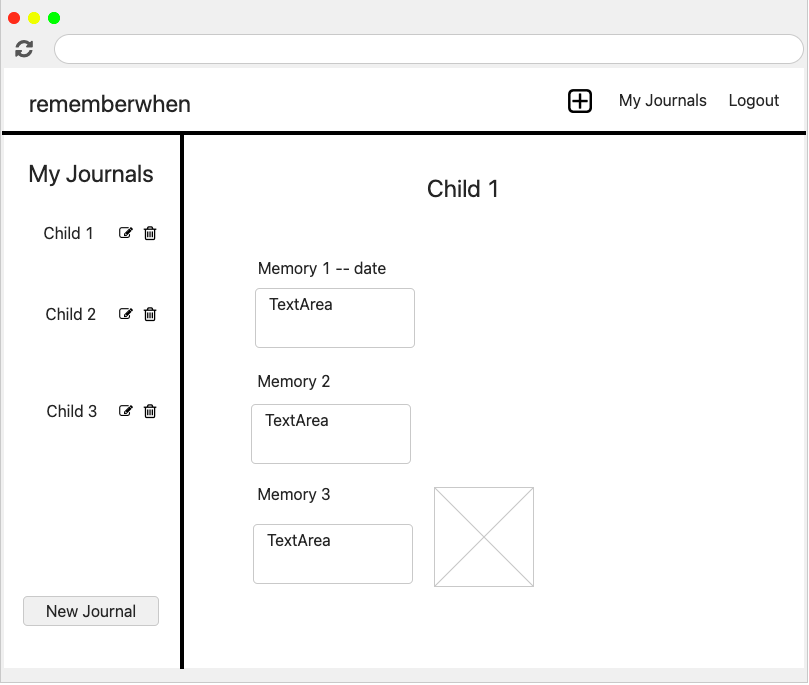 rememberwhen
My Journals
Logout
My Journals
Child 1
Child 2
Child 3
New Journal
Child 1
Memory 1 -- date
TextArea
Memory 2
TextArea
Memory 3
TextArea